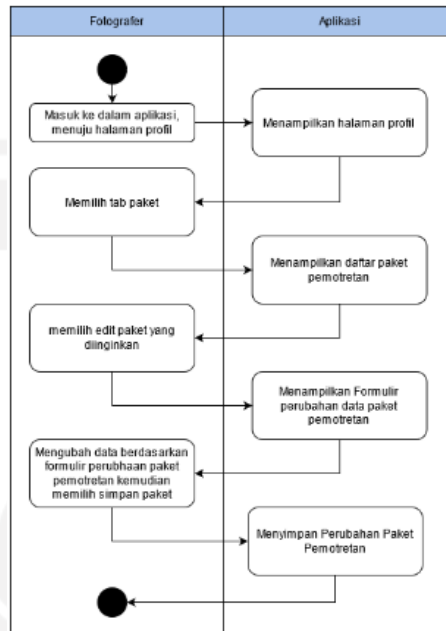 Fotografer
Aplikasi
Masuk ke dalam aplikasi,
menuju halaman profil
Menampilkan halaman profil
Memilih tab paket
Menampilkan daftar paket
pemotretan
memilih edit paket yang
diinginkan
Menampilkan Formulir
perubahan data paket
pemotretan
Mengubah data berdasarkan
formulir perubhaan paket
pemotretan kemudian
memilih simpan paket
Menyimpan Perubahan Paket
Pemotretan